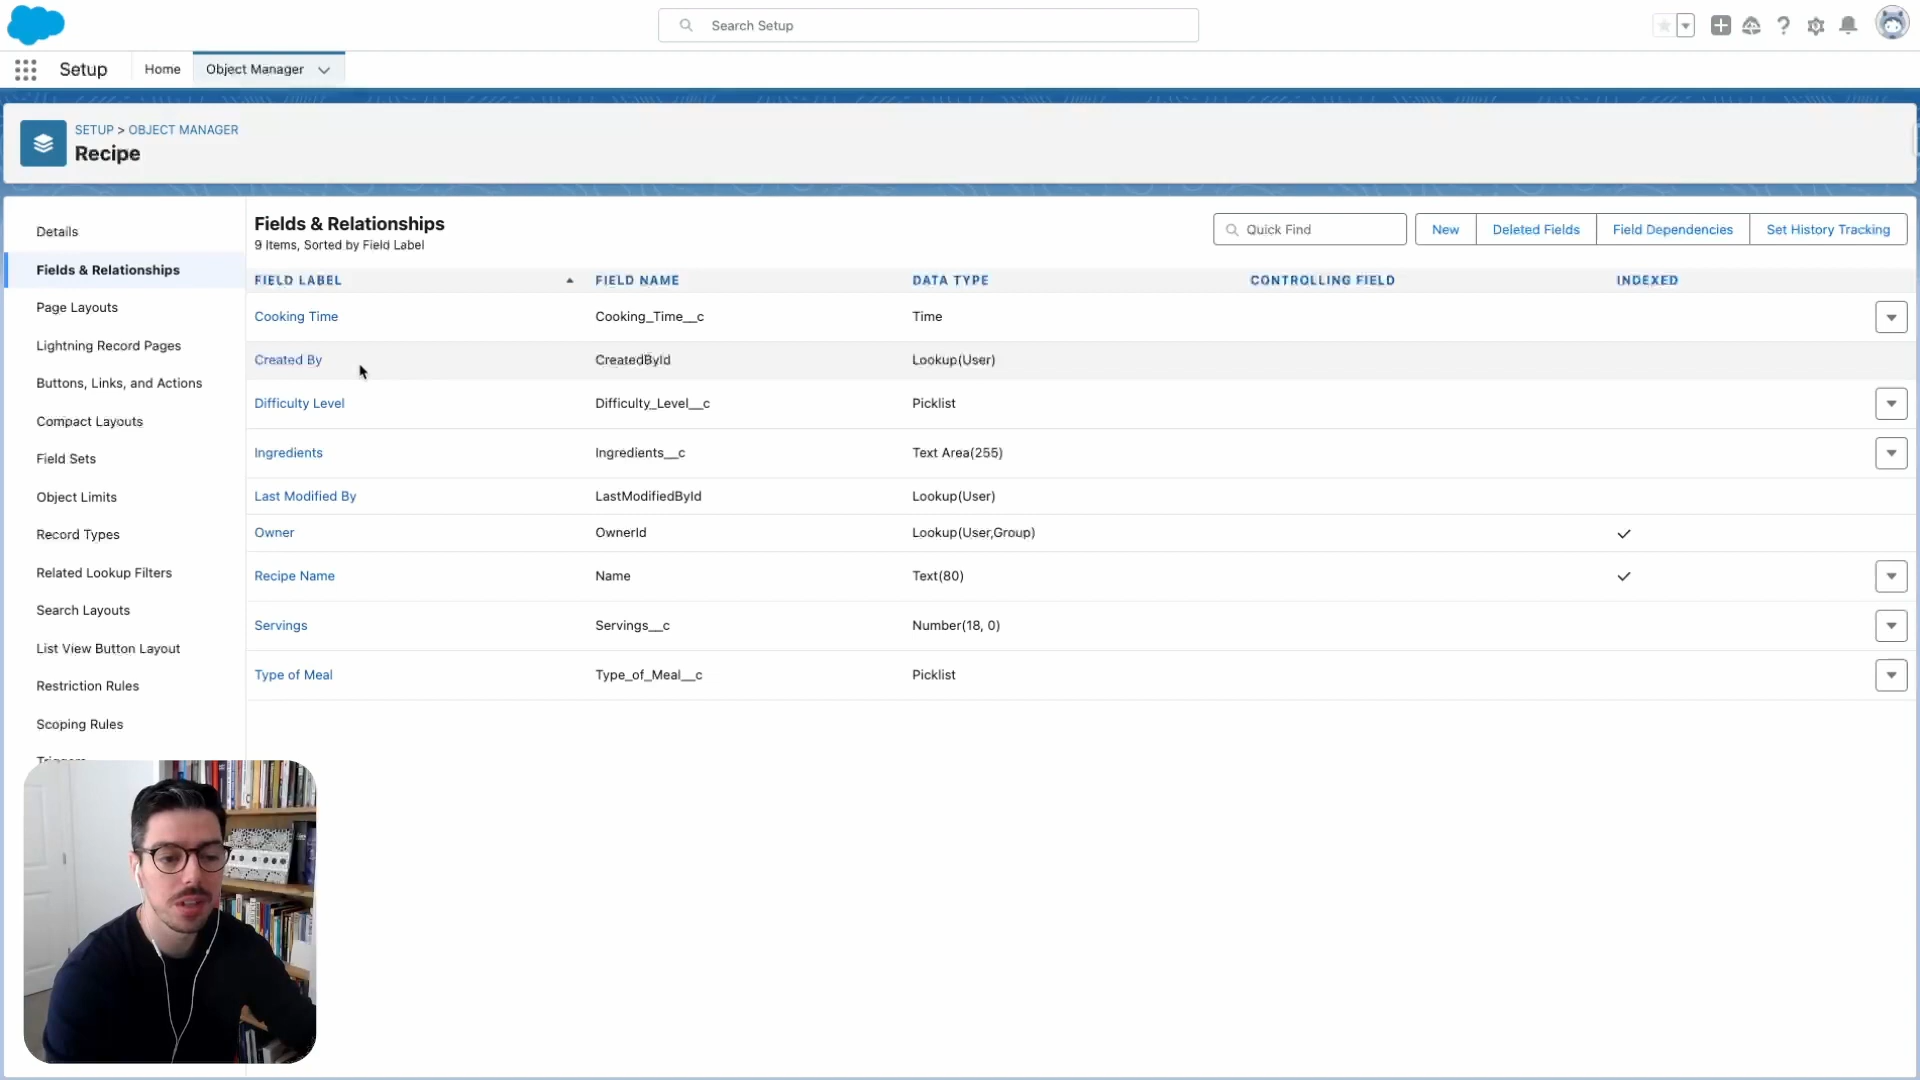 Search Setup
Setup
Home
Object Manager
SETUP > OBJECT MANAGER
Recipe
Details
Fields & Relationships
Page Layouts
Lightning Record Pages
Buttons, Links, and Actions
Compact Layouts
Field Sets
Object Limits
Record Types
Related Lookup Filters
Search Layouts
List View Button Layout
Restriction Rules
Scoping Rules
Triggers
Fields & Relationships
9 Items, Sorted by Field Label
Quick Find
New
Deleted Fields
Field Dependencies
Set History Tracking
FIELD LABEL FIELD NAME DATA TYPE CONTROLLING FIELD INDEXED
Cooking Time Cooking_Time__c Time
Created By CreatedById Lookup(User)
Difficulty Level Difficulty_Level__c Picklist
Ingredients Ingredients__c Text Area(255)
Last Modified By LastModifiedById Lookup(User)
Owner OwnerId Lookup(User,Group)
Recipe Name Name Text(80)
Servings Servings__c Number(18, 0)
Type of Meal Type_of_Meal__c Picklist